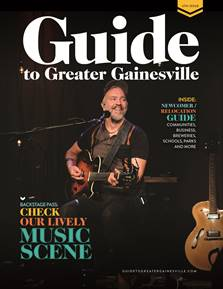 Guide
to Greater Gainesville
INSIDE:
NEWCOMER /
RELOCATION
GUIDE
COMMUNITIES,
BUSINESS,
BREWERIES,
SCHOOLS, PARKS
AND MORE
BACKSTAGE PASS:
CHECK
OUR LIVELY
MUSIC
SCENE
GUIDETOGREATERGAINESVILLE.COM